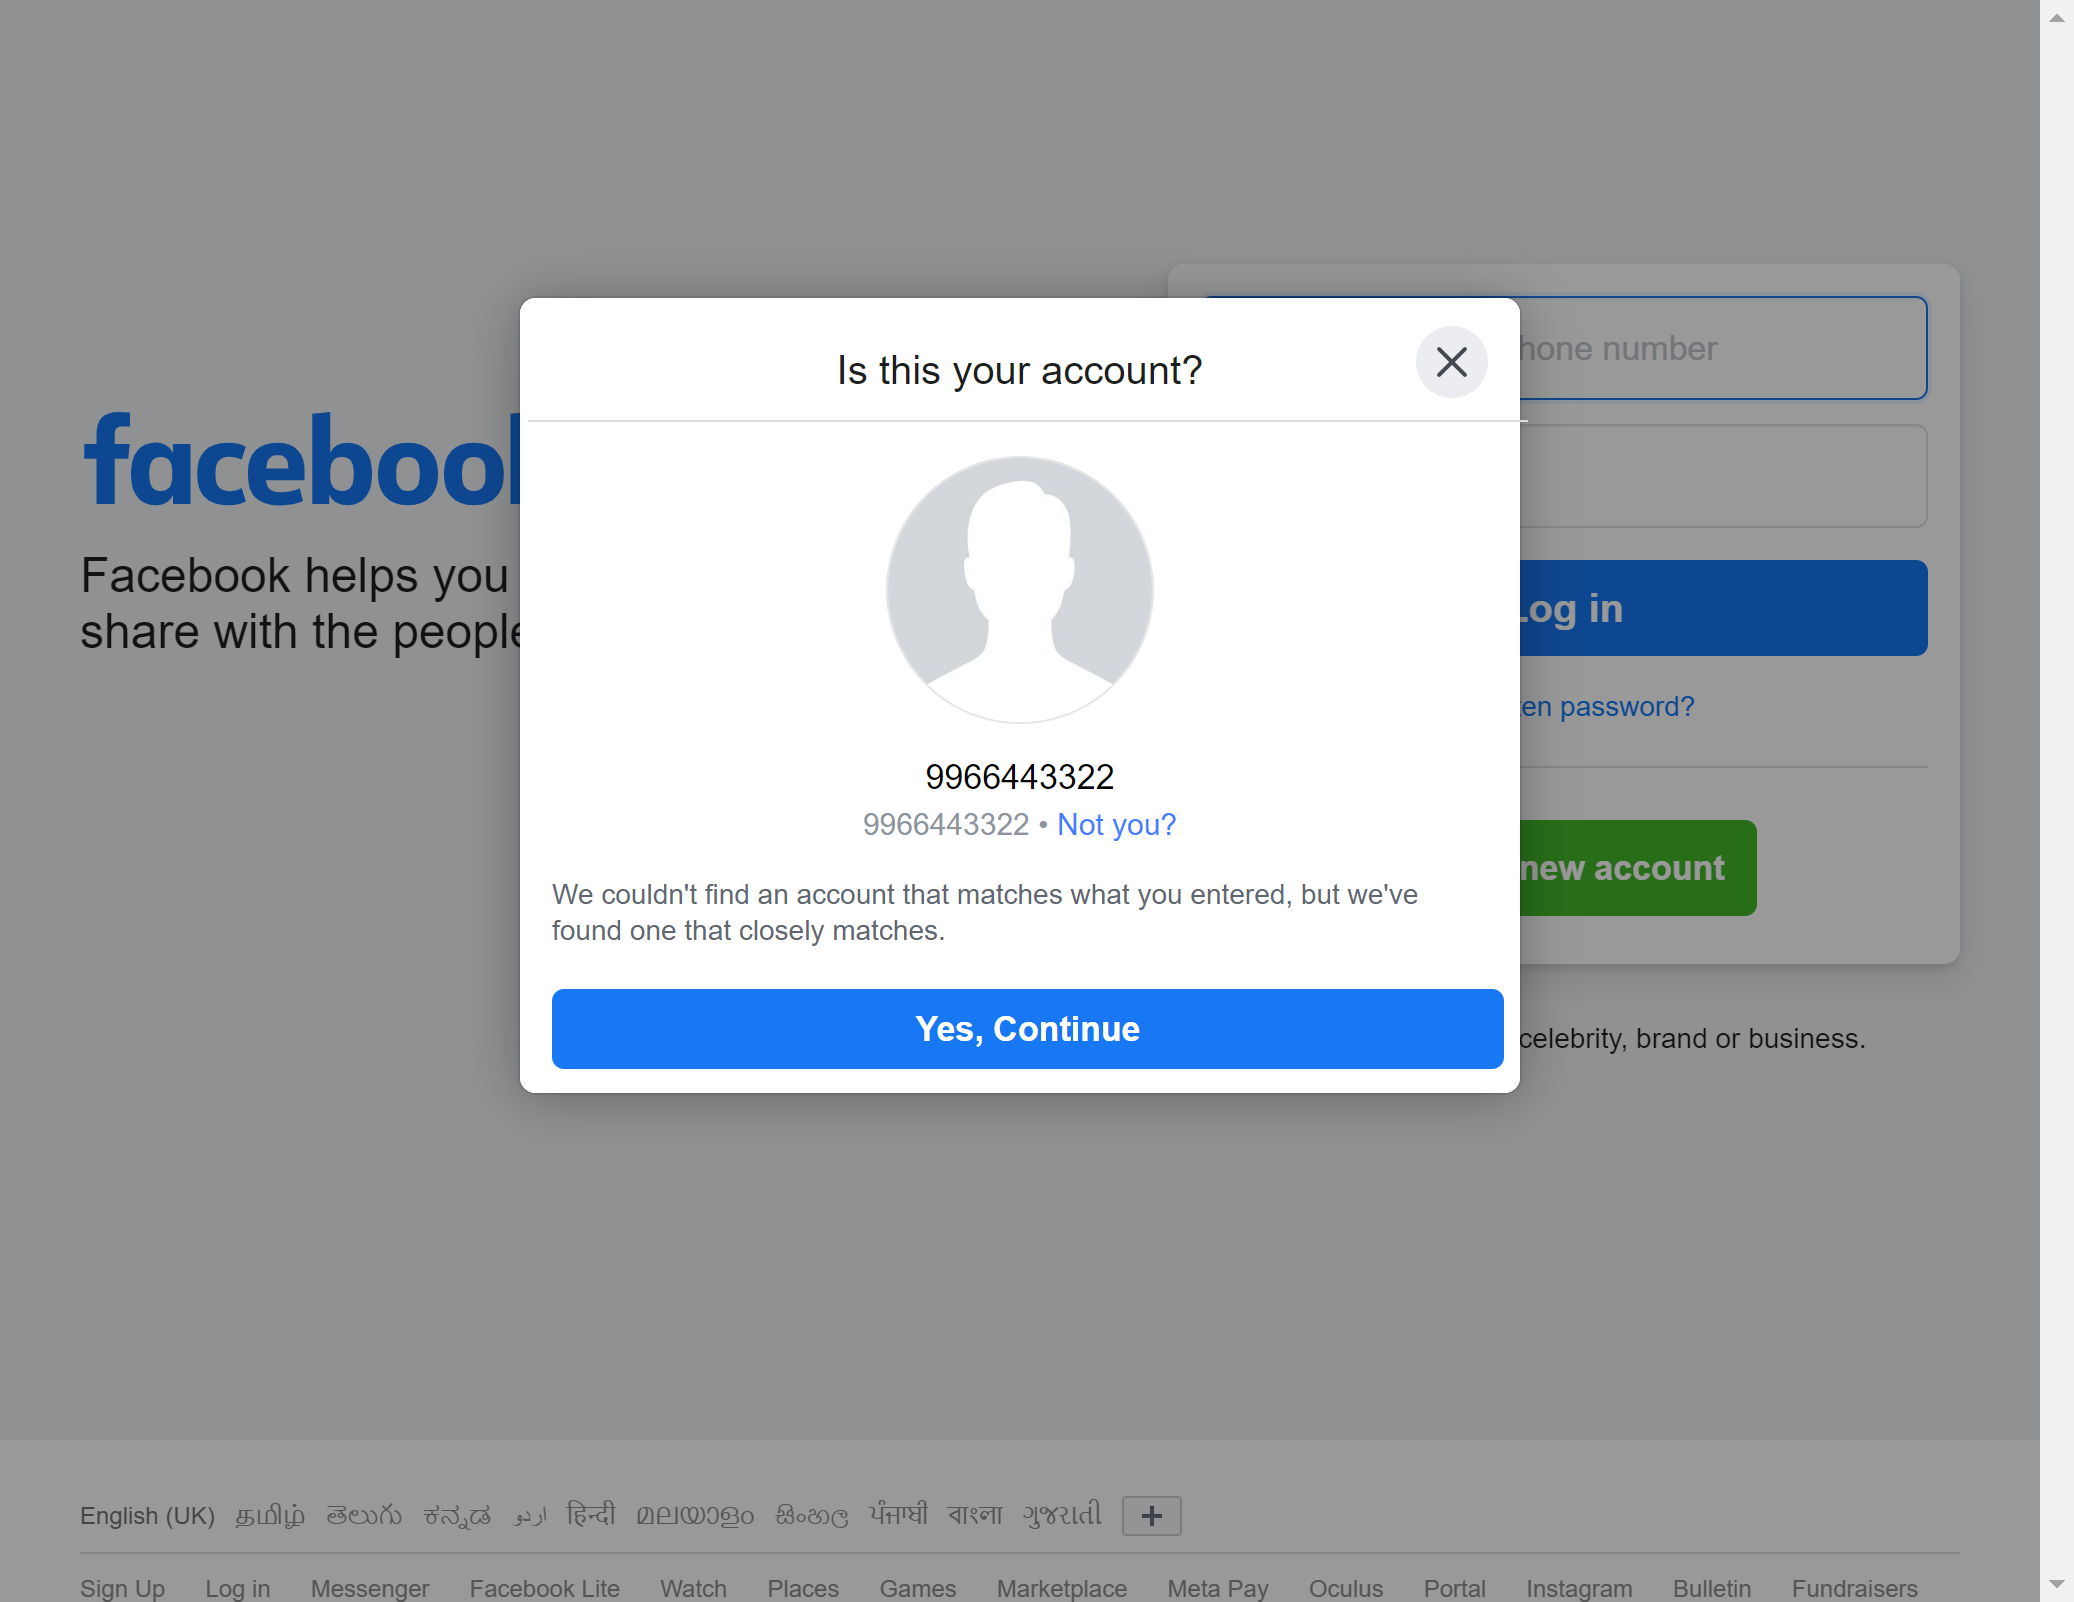 Is this your account?
9966443322
9966443322 • Not you?
We couldn't find an account that matches what you entered, but we've
found one that closely matches.
Yes, Continue
facebook
Facebook helps you
share with the people
hone number
Log in
en password?
new account
celebrity, brand or business.
English (UK) தமிழ் తెలుగు ಕನ್ನಡ اردو हिन्दी മലയാളം සිංහල ਪੰਜਾਬੀ বাংলা ગુજરાતી
Sign Up Log in Messenger Facebook Lite Watch Places Games Marketplace Meta Pay Oculus Portal Instagram Bulletin Fundraisers